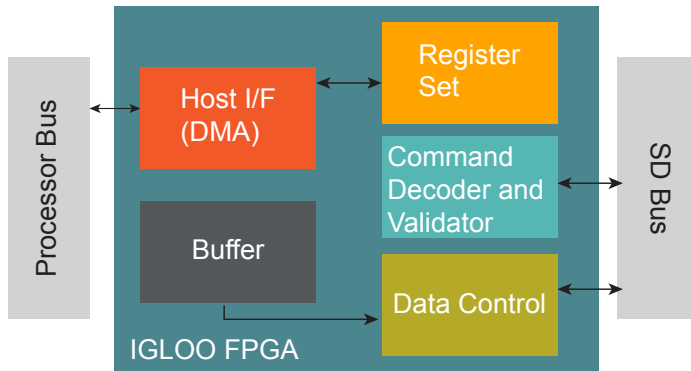 Processor Bus
Host I/F
(DMA)
Register
Set
Command
Decoder and
Validator
Buffer
Data Control
IGLOO FPGA
SD Bus